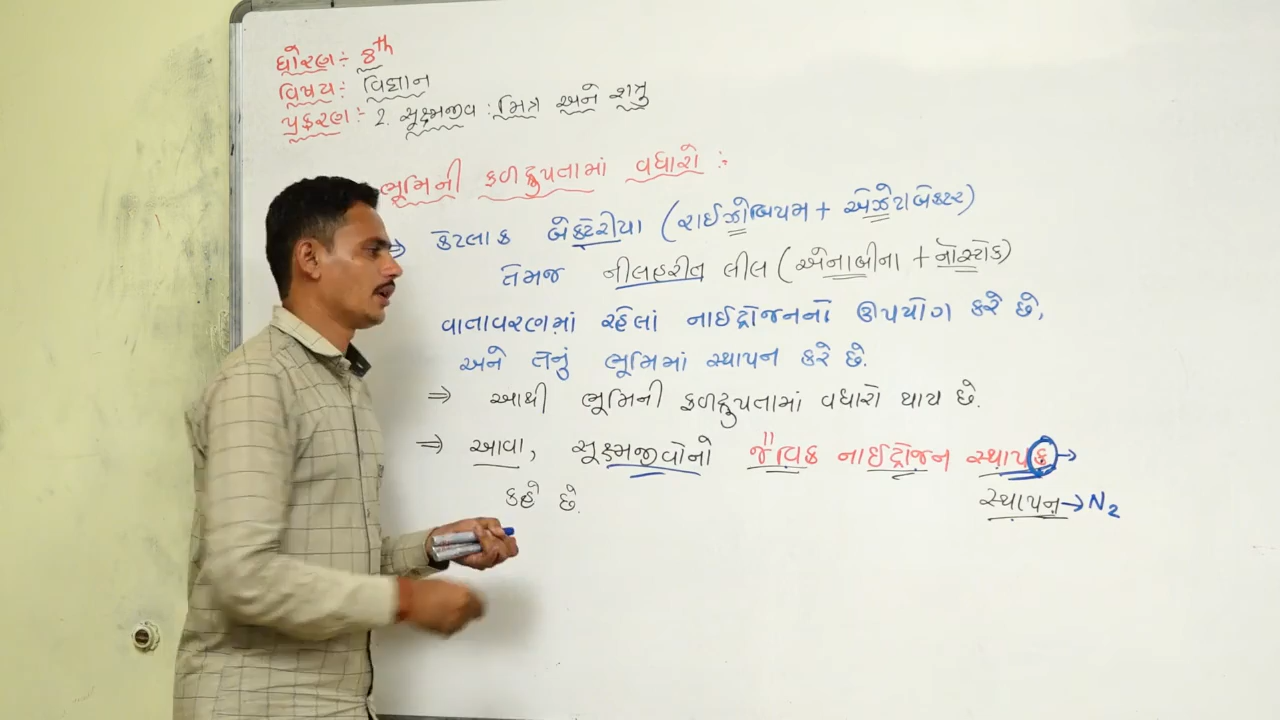 ધોરણ :- 8th
વિષય :- વિજ્ઞાન
પ્રકરણ :- 2. સૂક્ષ્મજીવ : મિત્ર અને શત્રુ
ભૂમિની ફળદ્રુપતામાં વધારો :-
⇒ કેટલાક બેક્ટેરીયા (રાઈઝોબિયમ + એઝેટોબેક્ટર)
તેમજ નીલહરીત લીલ (એનાબીના + નોસ્ટોક)
વાતાવરણમાં રહેલાં નાઈટ્રોજનનો ઉપયોગ કરે છે,
અને તેનું ભૂમિમાં સ્થાપન કરે છે.
⇒ આથી ભૂમિની ફળદ્રુપતામાં વધારો થાય છે.
⇒ આવા, સૂક્ષ્મજીવોનો "જૈવિક નાઈટ્રોજન સ્થાપક →
કહે છે. સ્થાપન → N2